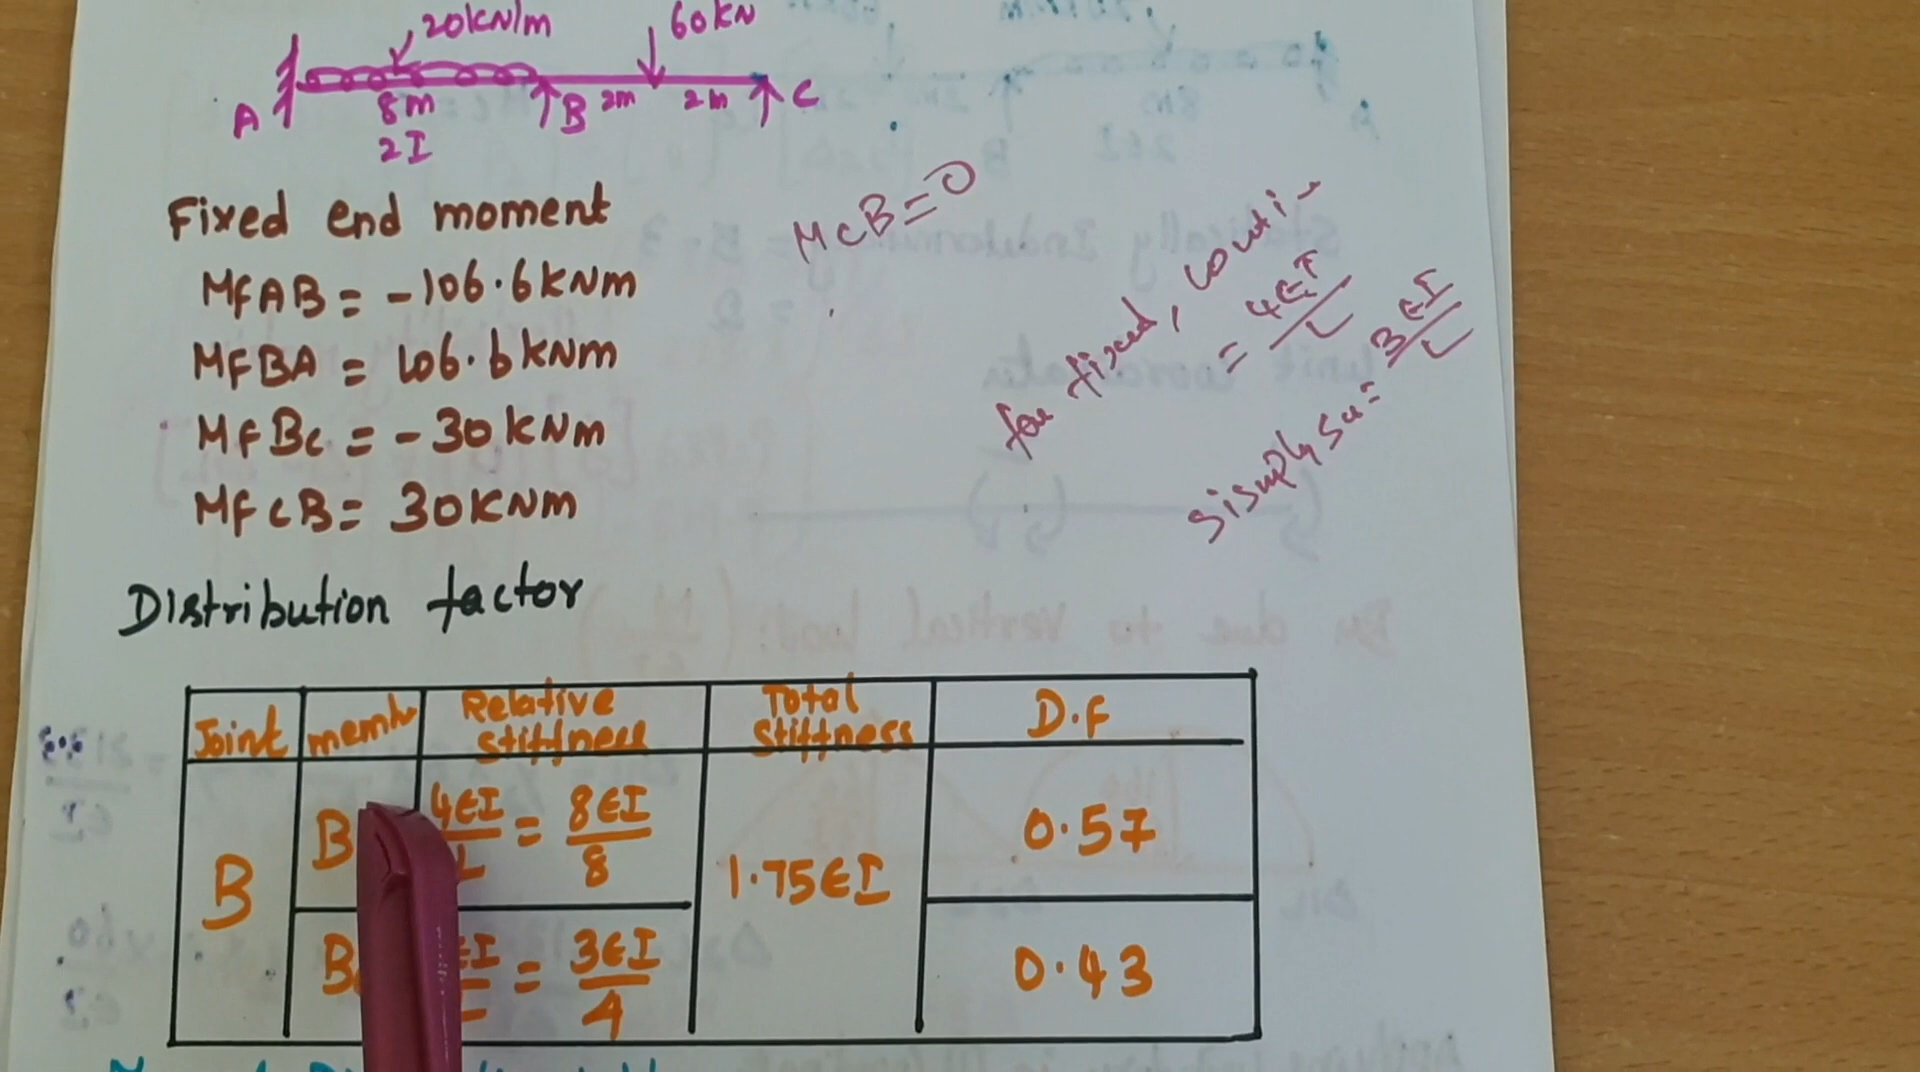 20KN/m 60KN
A 8m B 2m 2m C
2I
Fixed end moment
MFAB = -106.6KNm
MFBA = 106.6KNm
MFBC = -30KNm
MFCB = 30KNm
MCB = 0
for fixed, conti-
= 4EI/L
simply su = 3EI/L
Distribution factor
Joint Relative stiffness Total stiffness D.F
B 4EI/L = 8EI/8 1.75EI 0.57
= 3EI/4 0.43